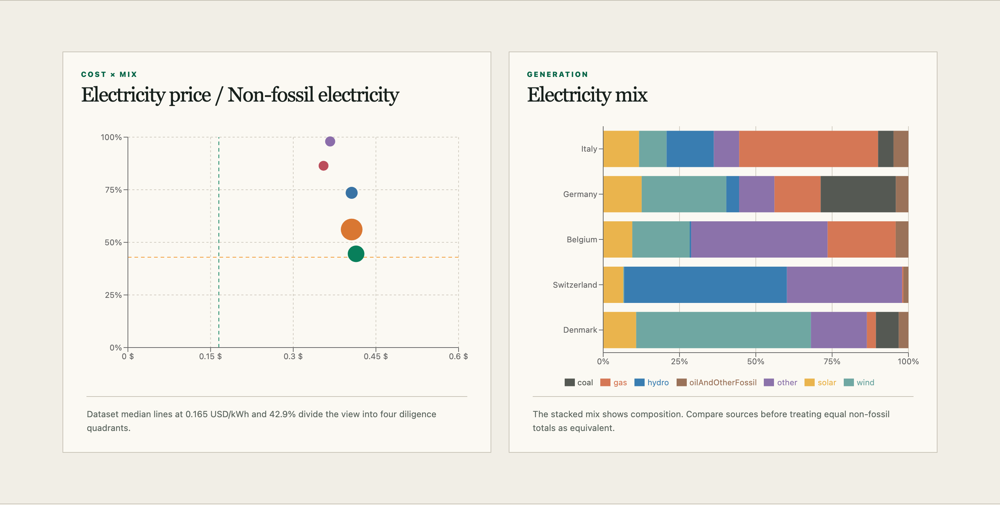 COST × MIX
Electricity price / Non-fossil electricity
100%
75%
50%
25%
0%
0 $ 0.15 $ 0.3 $ 0.45 $ 0.6 $
Dataset median lines at 0.165 USD/kWh and 42.9% divide the view into four diligence
quadrants.
GENERATION
Electricity mix
Italy
Germany
Belgium
Switzerland
Denmark
0% 25% 50% 75% 100%
coal gas hydro oilAndOtherFossil other solar wind
The stacked mix shows composition. Compare sources before treating equal non-fossil
totals as equivalent.